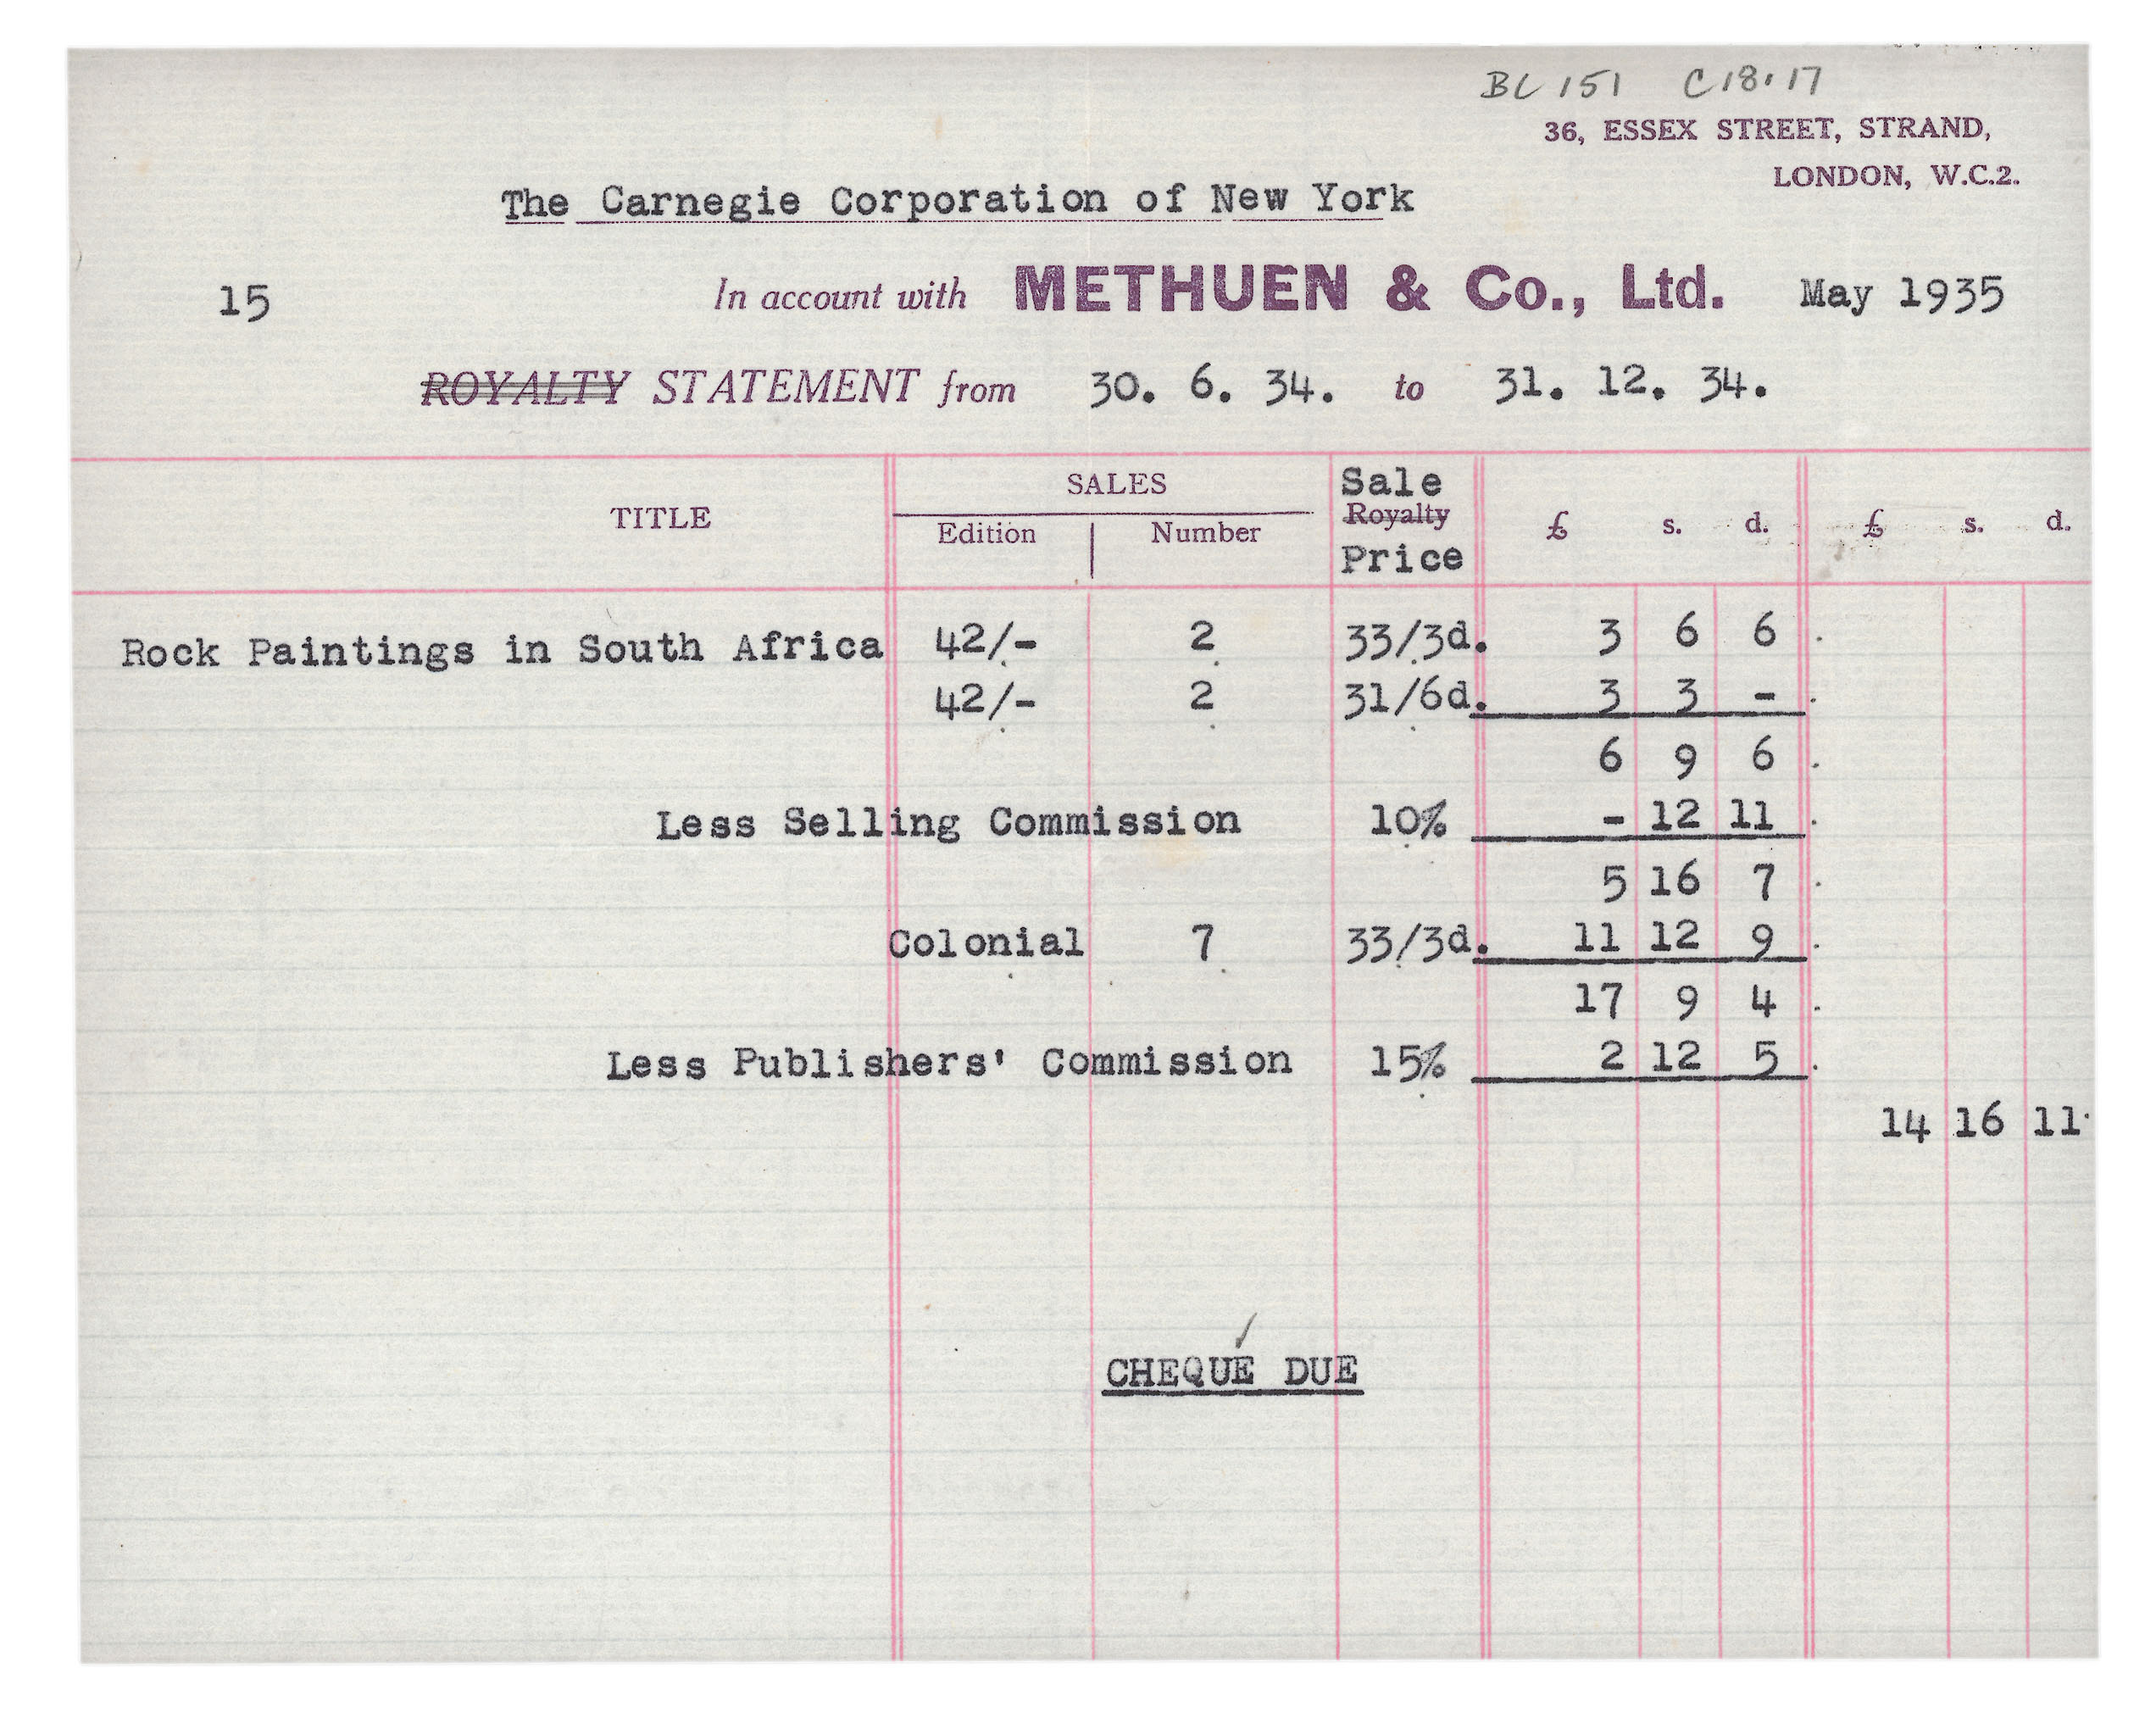 BC 151 C18.17
36, ESSEX STREET, STRAND,
LONDON, W.C.2.
The Carnegie Corporation of New York
15 In account with METHUEN & Co., Ltd. May 1935
ROYALTY STATEMENT from 30. 6. 34. to 31. 12. 34.
TITLE SALES Edition Number Sale Royalty Price £ s. d. £ s. d.
Rock Paintings in South Africa 42/- 2 33/3d. 3 6 6
42/- 2 31/6d. 3 3 -
6 9 6
Less Selling Commission 10% - 12 11
5 16 7
Colonial 7 33/3d. 11 12 9
17 9 4
Less Publishers' Commission 15% 2 12 5
14 16 11
CHEQUE DUE